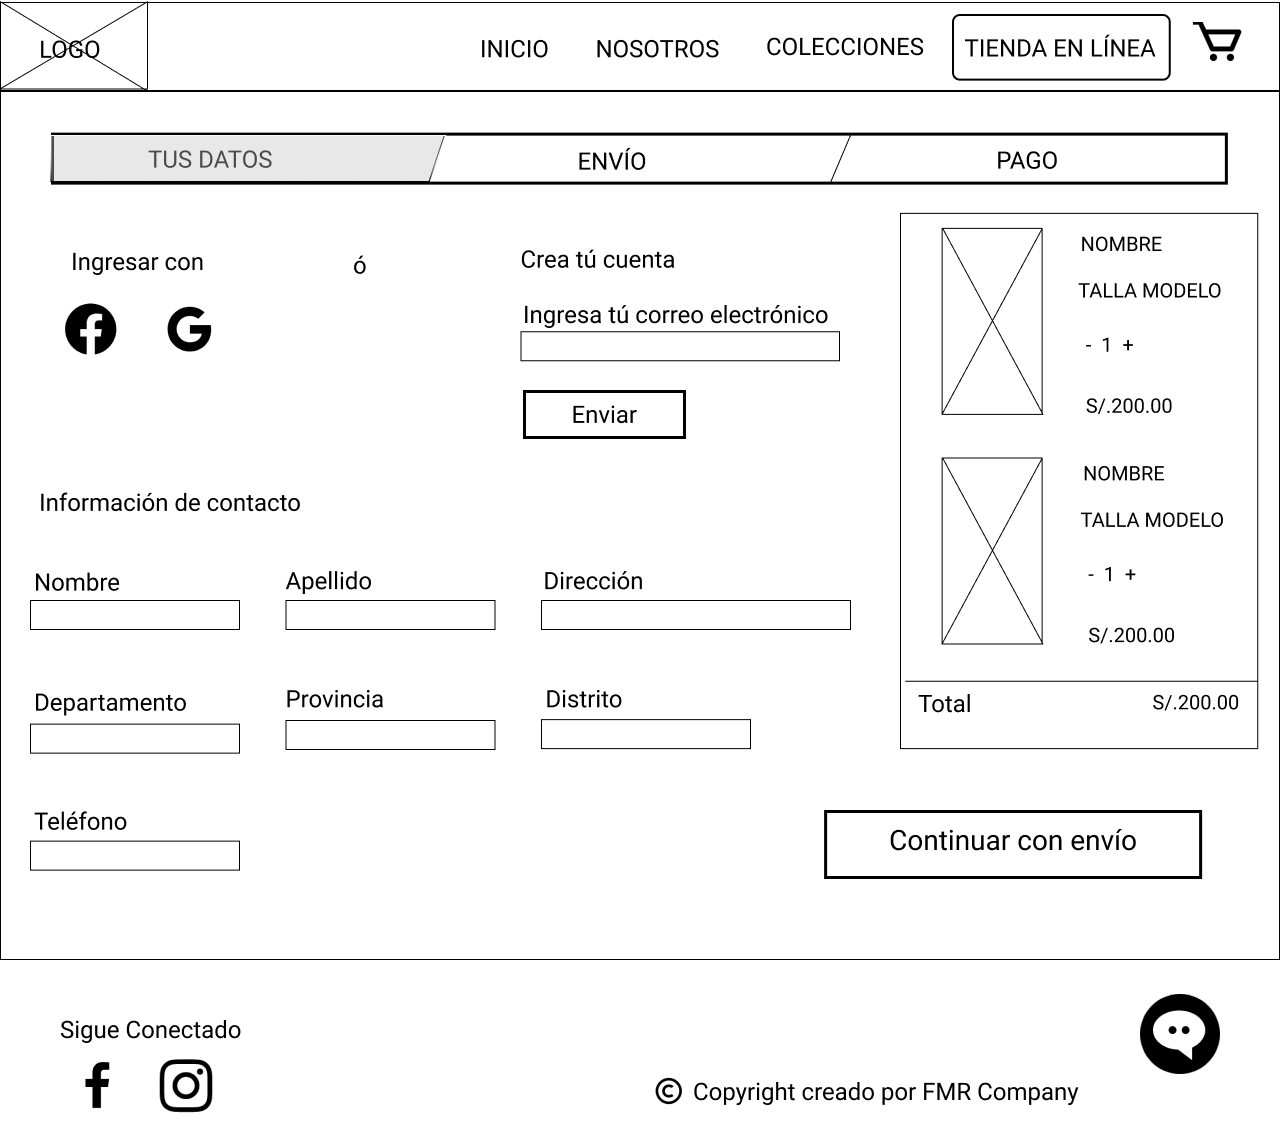 LOGO
INICIO
NOSOTROS
COLECCIONES
TIENDA EN LÍNEA
TUS DATOS
ENVÍO
PAGO
Ingresar con
ó
Crea tú cuenta
Ingresa tú correo electrónico
Enviar
NOMBRE
TALLA MODELO
- 1 +
S/.200.00
NOMBRE
TALLA MODELO
- 1 +
S/.200.00
Total S/.200.00
Información de contacto
Nombre
Apellido
Dirección
Departamento
Provincia
Distrito
Teléfono
Continuar con envío
Sigue Conectado
© Copyright creado por FMR Company